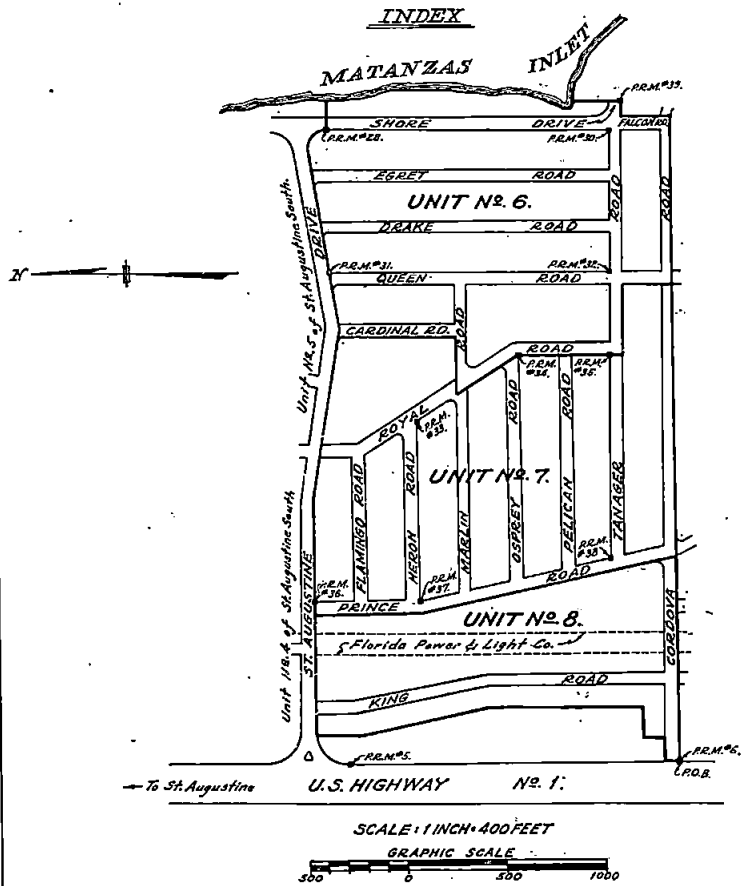 INDEX
MATANZAS INLET
P.R.M.#39.
SHORE DRIVE
FALCON RD.
P.R.M.#28.
P.R.M.#30.
EGRET ROAD
UNIT No. 6.
DRAKE ROAD
ROAD
ROAD
DRIVE
N
P.R.M.#31.
P.R.M.#32.
QUEEN ROAD
Unit No.5 of St.Augustine South.
CARDINAL RD.
ROAD
ROAD
P.R.M.
#34.
P.R.M.
#35.
ROYAL
P.R.M.
#33.
UNIT No. 7.
FLAMINGO ROAD
HERON ROAD
MARLIN
OSPREY ROAD
PELICAN ROAD
TANAGER
P.R.M.
#38.
Unit No.4 of St.Augustine South
ST. AUGUSTINE
P.R.M.
#36.
P.R.M.
#37.
PRINCE ROAD
UNIT No 8.
CORDOVA
Florida Power & Light Co.
KING ROAD
P.R.M.#5.
P.R.M.#6.
P.O.B.
← To St.Augustine
U.S. HIGHWAY No. 1.
SCALE: 1 INCH=400 FEET
GRAPHIC SCALE
500 0 500 1000